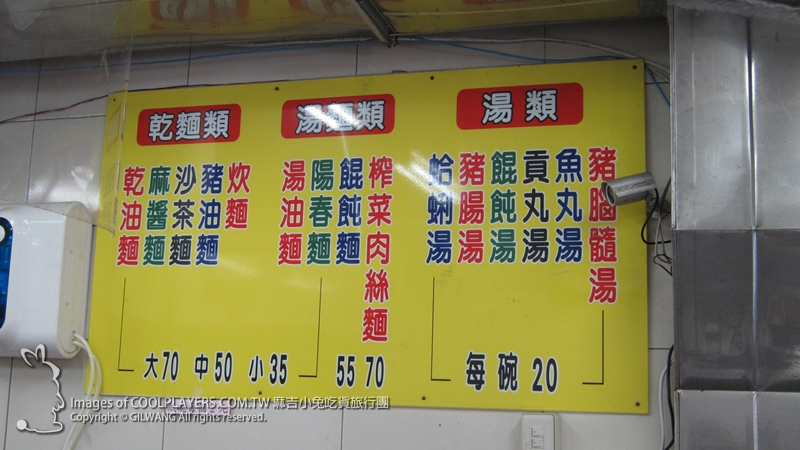 乾麵類
炊麵
豬油麵
沙茶麵
麻醬麵
乾油麵
大70 中50 小35
湯麵類
榨菜肉絲麵
餛飩麵
陽春麵
湯油麵
55 70
湯類
豬腦髓湯
魚丸湯
貢丸湯
餛飩湯
豬腸湯
蛤蜊湯
每碗20
Images of COOLPLAYERS.COM.TW 麻吉小兔吃貨旅行團
Copyright © GILWANG All rights reserved.